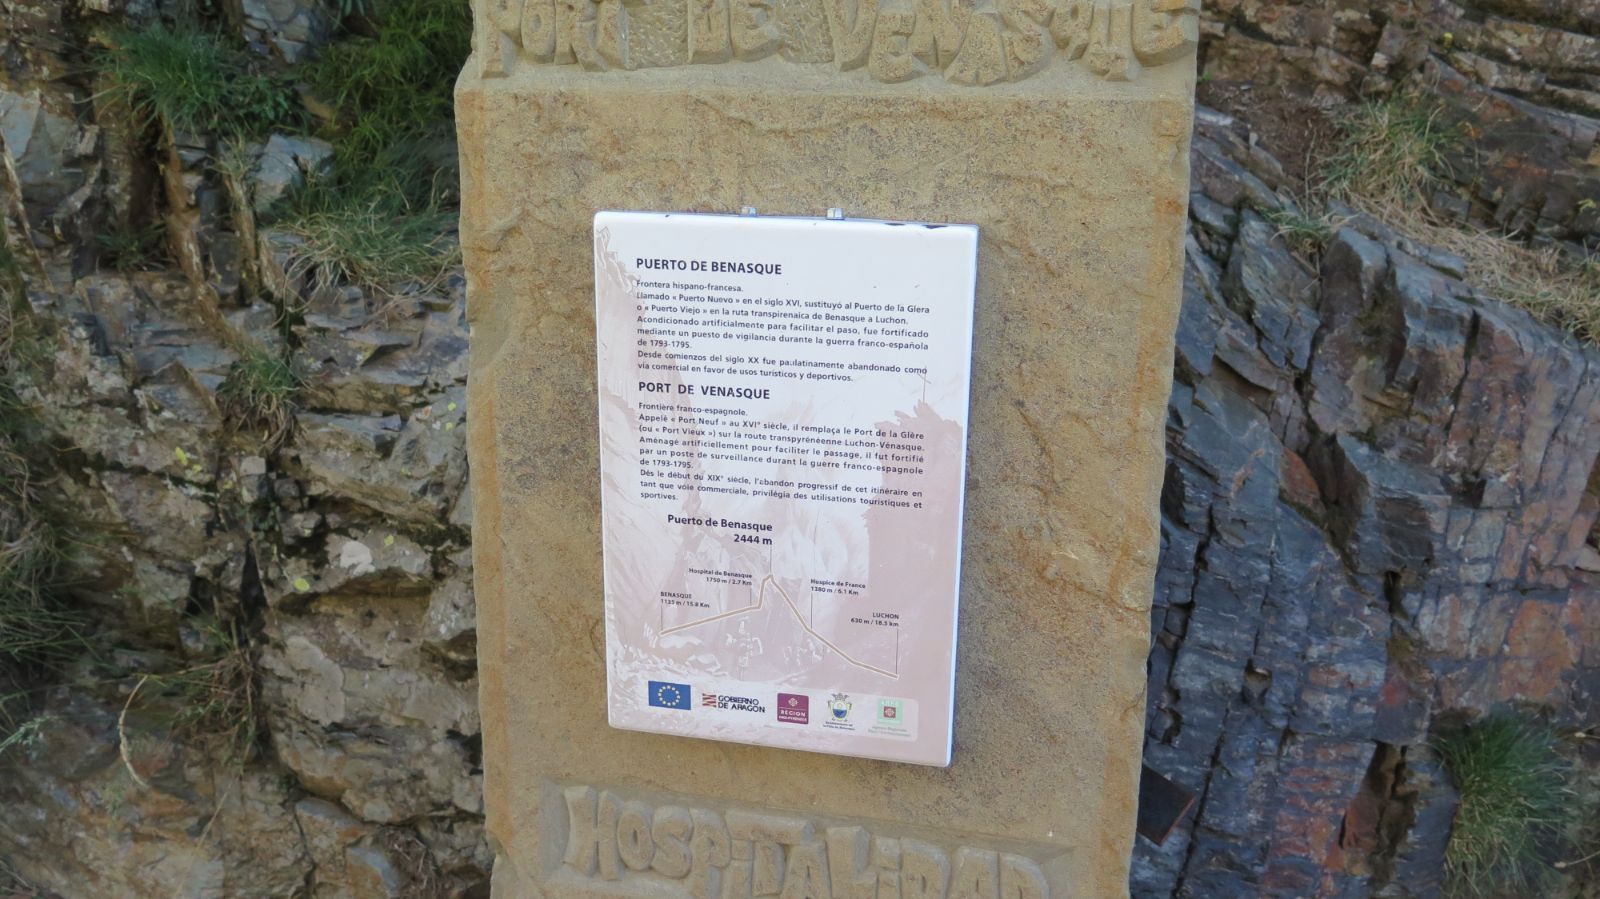 PORT DE VENASQUE
PUERTO DE BENASQUE
Frontera hispano-francesa.
Llamado « Puerto Nuevo » en el siglo XVI, sustituyó al Puerto de la Glera
o « Puerto Viejo » en la ruta transpirenaica de Benasque a Luchon.
Acondicionado artificialmente para facilitar el paso, fue fortificado
mediante un puesto de vigilancia durante la guerra franco-española
de 1793-1795.
Desde comienzos del siglo XX fue paulatinamente abandonado como
vía comercial en favor de usos turísticos y deportivos.
PORT DE VENASQUE
Frontière franco-espagnole.
Appelé « Port Neuf » au XVI° siècle, il remplaça le Port de la Glère
(ou « Port Vieux ») sur la route transpyrénéenne Luchon-Vénasque.
Aménagé artificiellement pour faciliter le passage, il fut fortifié
par un poste de surveillance durant la guerre franco-espagnole
de 1793-1795.
Dès le début du XIX° siècle, l'abandon progressif de cet itinéraire en
tant que voie commerciale, privilégia des utilisations touristiques et
sportives.
Puerto de Benasque
2444 m
Hospital de Benasque
1750 m / 2.7 Km
Hospice de France
1380 m / 6.1 Km
BENASQUE
1135 m / 15.8 Km
LUCHON
630 m / 18.5 km
GOBIERNO
DE ARAGON
REGION
HOSPITALIDAD